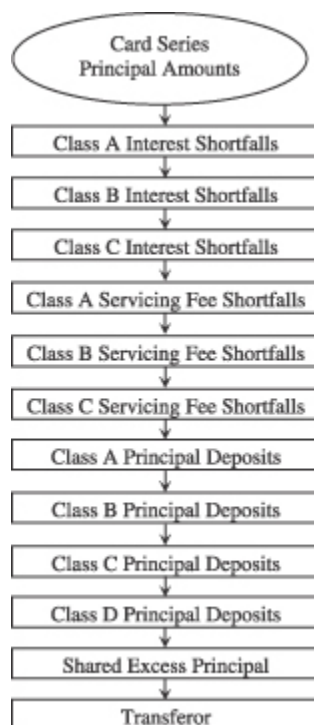 Card Series
Principal Amounts
Class A Interest Shortfalls
Class B Interest Shortfalls
Class C Interest Shortfalls
Class A Servicing Fee Shortfalls
Class B Servicing Fee Shortfalls
Class C Servicing Fee Shortfalls
Class A Principal Deposits
Class B Principal Deposits
Class C Principal Deposits
Class D Principal Deposits
Shared Excess Principal
Transferor